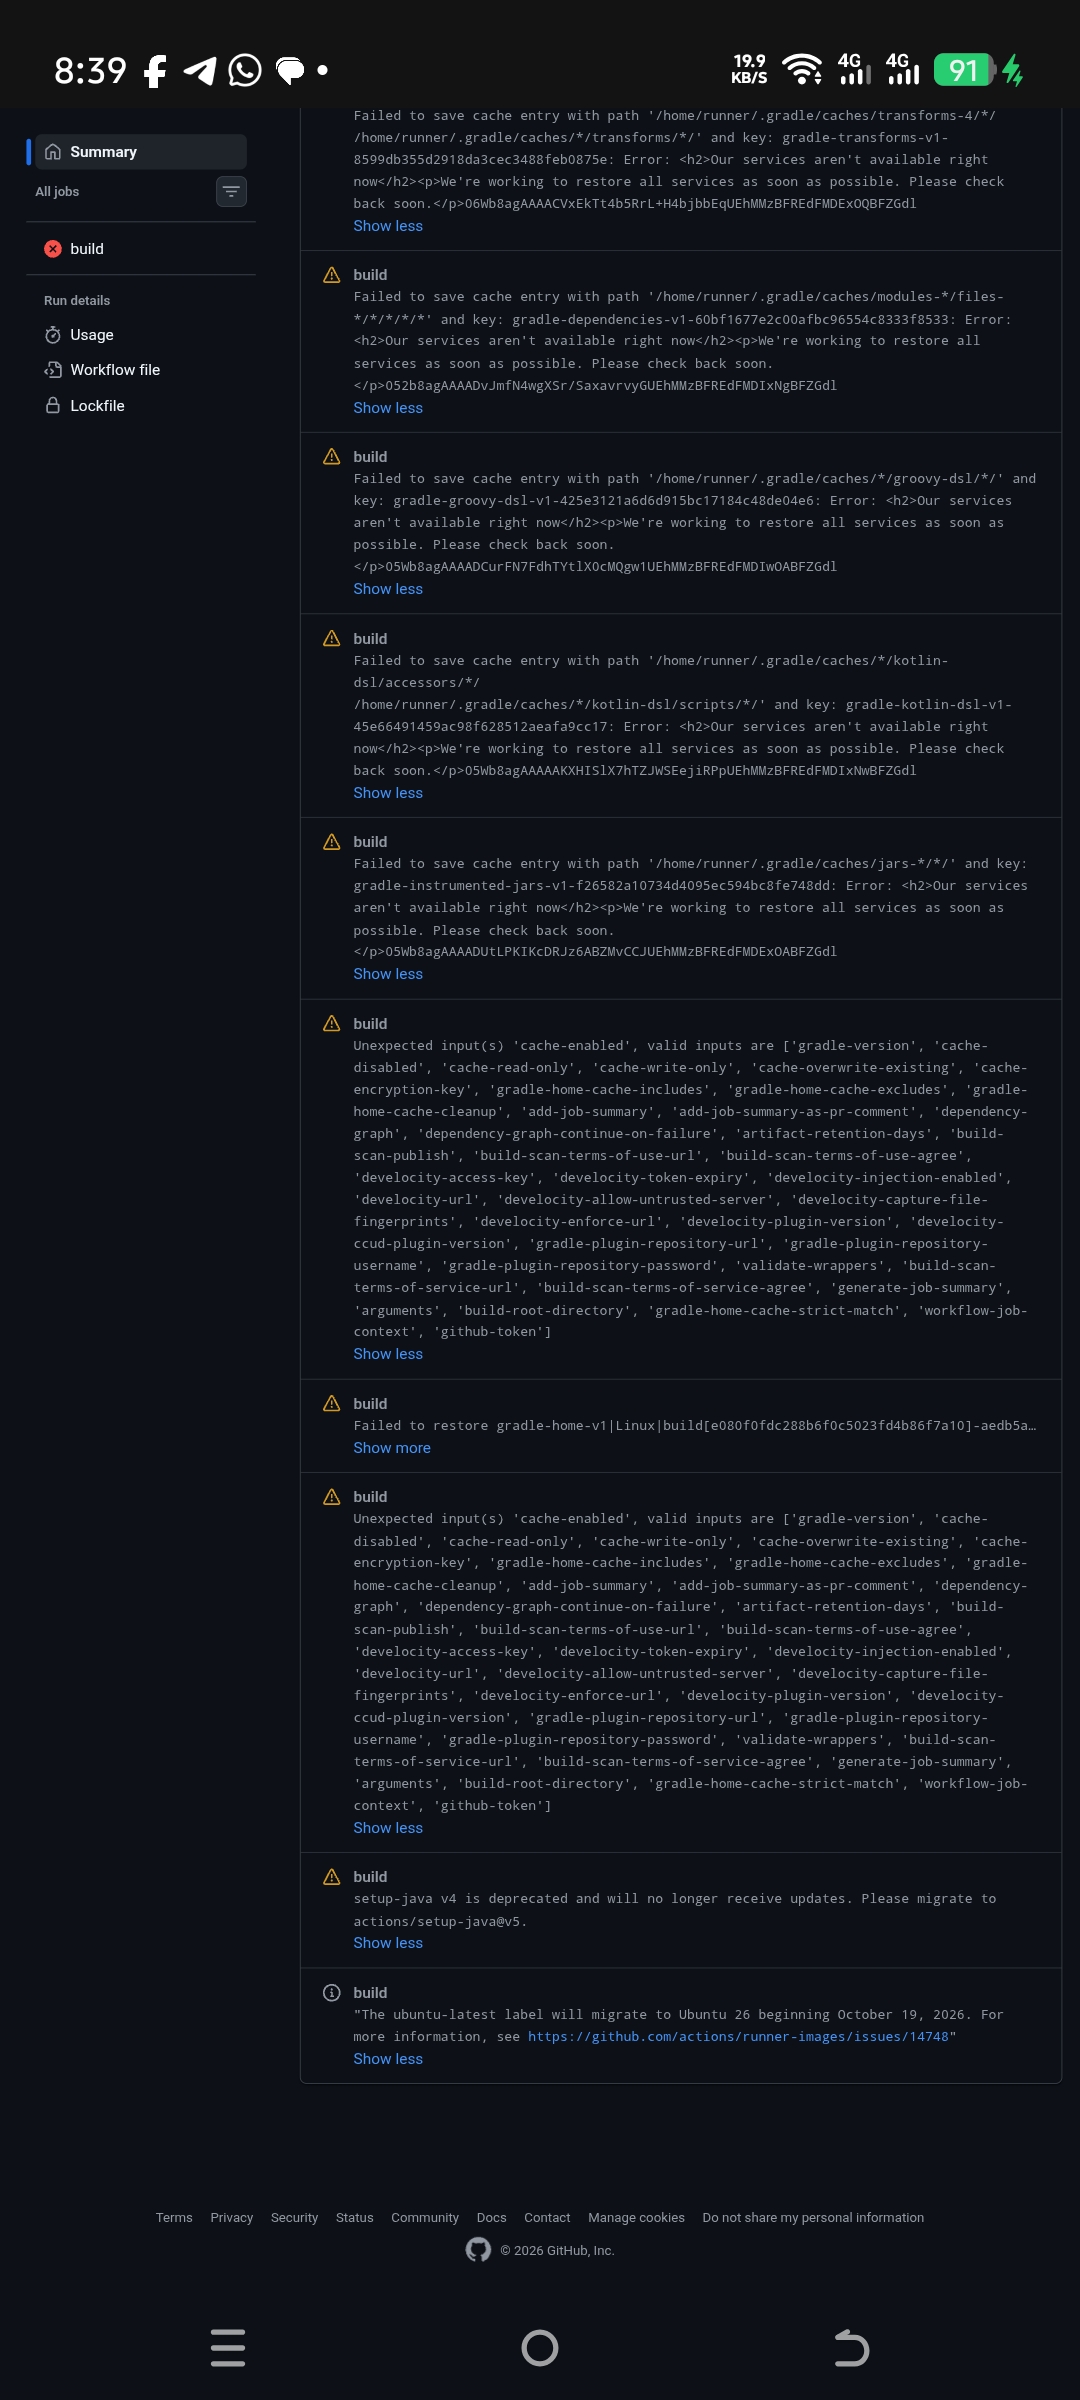 8:39
19.9
KB/S
4G
4G
91
Failed to save cache entry with path '/home/runner/.gradle/caches/transforms-4/*/
Summary
/home/runner/.gradle/caches/*/transforms/*/' and key: gradle-transforms-v1-
8599db355d2918da3cec3488feb0875e: Error: <h2>Our services aren't available right
All jobs
now</h2><p>We're working to restore all services as soon as possible. Please check
back soon.</p>06Wb8agAAAACVxEkTt4b5RrL+H4bjbbEqUEhMMzBFREdFMDExOQBFZGdl
Show less
build
Run details
Usage
Workflow file
Lockfile
build
Failed to save cache entry with path '/home/runner/.gradle/caches/modules-*/files-
*/*/*/*/*' and key: gradle-dependencies-v1-60bf1677e2c00afbc96554c8333f8533: Error:
<h2>Our services aren't available right now</h2><p>We're working to restore all
services as soon as possible. Please check back soon.
</p>052b8agAAAADvJmfN4wgXSr/SaxavrvyGUEhMMzBFREdFMDIxNgBFZGdl
Show less
build
Failed to save cache entry with path '/home/runner/.gradle/caches/*/groovy-dsl/*/' and
key: gradle-groovy-dsl-v1-425e3121a6d6d915bc17184c48de04e6: Error: <h2>Our services
aren't available right now</h2><p>We're working to restore all services as soon as
possible. Please check back soon.
</p>05Wb8agAAAADCurFN7FdhTYtlX0cMQgw1UEhMMzBFREdFMDIwOABFZGdl
Show less
build
Failed to save cache entry with path '/home/runner/.gradle/caches/*/kotlin-
dsl/accessors/*/
/home/runner/.gradle/caches/*/kotlin-dsl/scripts/*/' and key: gradle-kotlin-dsl-v1-
45e66491459ac98f628512aeafa9cc17: Error: <h2>Our services aren't available right
now</h2><p>We're working to restore all services as soon as possible. Please check
back soon.</p>05Wb8agAAAAAKXHISlX7hTZJWSEejiRPpUEhMMzBFREdFMDIxNwBFZGdl
Show less
build
Failed to save cache entry with path '/home/runner/.gradle/caches/jars-*/*/' and key:
gradle-instrumented-jars-v1-f26582a10734d4095ec594bc8fe748dd: Error: <h2>Our services
aren't available right now</h2><p>We're working to restore all services as soon as
possible. Please check back soon.
</p>05Wb8agAAAADUtLPKIKcDRJz6ABZMvCCJUEhMMzBFREdFMDExOABFZGdl
Show less
build
Unexpected input(s) 'cache-enabled', valid inputs are ['gradle-version', 'cache-
disabled', 'cache-read-only', 'cache-write-only', 'cache-overwrite-existing', 'cache-
encryption-key', 'gradle-home-cache-includes', 'gradle-home-cache-excludes', 'gradle-
home-cache-cleanup', 'add-job-summary', 'add-job-summary-as-pr-comment', 'dependency-
graph', 'dependency-graph-continue-on-failure', 'artifact-retention-days', 'build-
scan-publish', 'build-scan-terms-of-use-url', 'build-scan-terms-of-use-agree',
'develocity-access-key', 'develocity-token-expiry', 'develocity-injection-enabled',
'develocity-url', 'develocity-allow-untrusted-server', 'develocity-capture-file-
fingerprints', 'develocity-enforce-url', 'develocity-plugin-version', 'develocity-
ccud-plugin-version', 'gradle-plugin-repository-url', 'gradle-plugin-repository-
username', 'gradle-plugin-repository-password', 'validate-wrappers', 'build-scan-
terms-of-service-url', 'build-scan-terms-of-service-agree', 'generate-job-summary',
'arguments', 'build-root-directory', 'gradle-home-cache-strict-match', 'workflow-job-
context', 'github-token']
Show less
build
Failed to restore gradle-home-v1|Linux|build[e080f0fdc288b6f0c5023fd4b86f7a10]-aedb5a…
Show more
build
Unexpected input(s) 'cache-enabled', valid inputs are ['gradle-version', 'cache-
disabled', 'cache-read-only', 'cache-write-only', 'cache-overwrite-existing', 'cache-
encryption-key', 'gradle-home-cache-includes', 'gradle-home-cache-excludes', 'gradle-
home-cache-cleanup', 'add-job-summary', 'add-job-summary-as-pr-comment', 'dependency-
graph', 'dependency-graph-continue-on-failure', 'artifact-retention-days', 'build-
scan-publish', 'build-scan-terms-of-use-url', 'build-scan-terms-of-use-agree',
'develocity-access-key', 'develocity-token-expiry', 'develocity-injection-enabled',
'develocity-url', 'develocity-allow-untrusted-server', 'develocity-capture-file-
fingerprints', 'develocity-enforce-url', 'develocity-plugin-version', 'develocity-
ccud-plugin-version', 'gradle-plugin-repository-url', 'gradle-plugin-repository-
username', 'gradle-plugin-repository-password', 'validate-wrappers', 'build-scan-
terms-of-service-url', 'build-scan-terms-of-service-agree', 'generate-job-summary',
'arguments', 'build-root-directory', 'gradle-home-cache-strict-match', 'workflow-job-
context', 'github-token']
Show less
build
setup-java v4 is deprecated and will no longer receive updates. Please migrate to
actions/setup-java@v5.
Show less
build
"The ubuntu-latest label will migrate to Ubuntu 26 beginning October 19, 2026. For
more information, see https://github.com/actions/runner-images/issues/14748"
Show less
Terms Privacy Security Status Community Docs Contact Manage cookies Do not share my personal information
© 2026 GitHub, Inc.